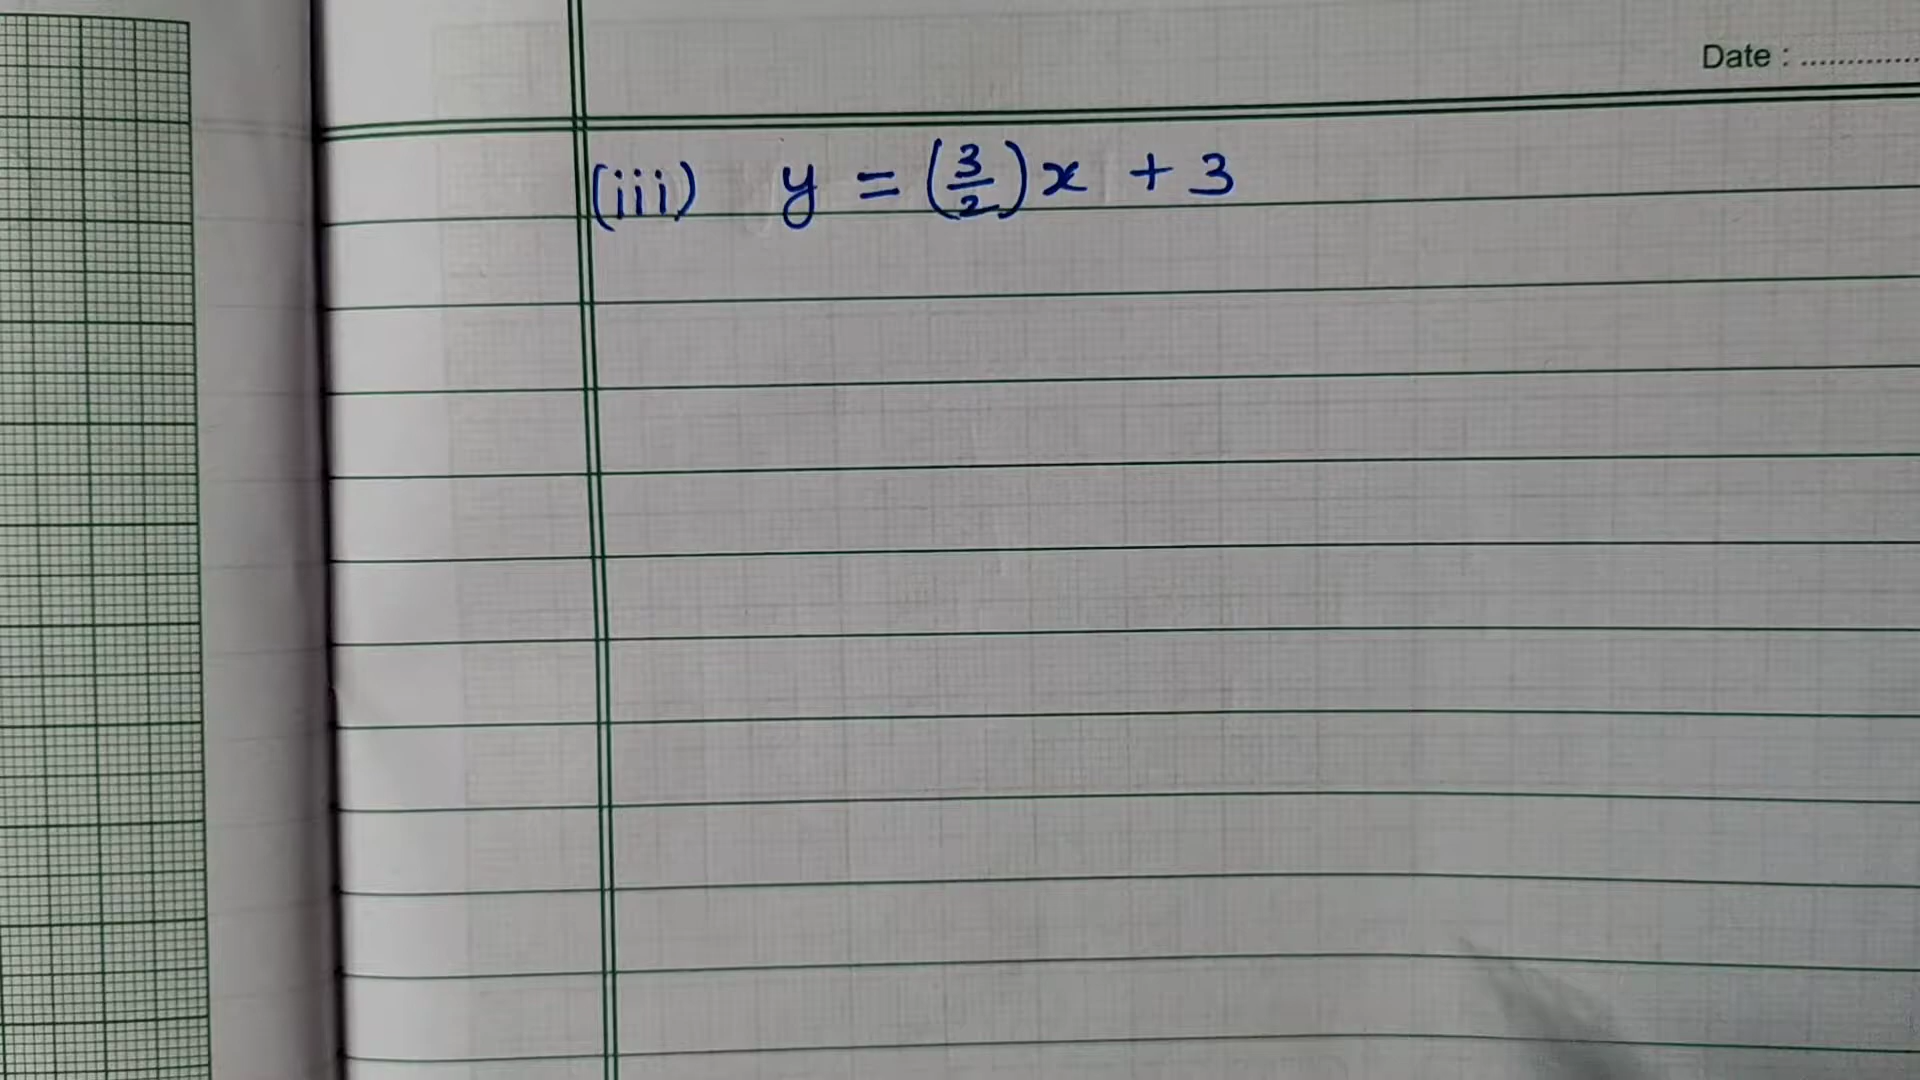 Date : ............
(iii) y = (3/2)x + 3